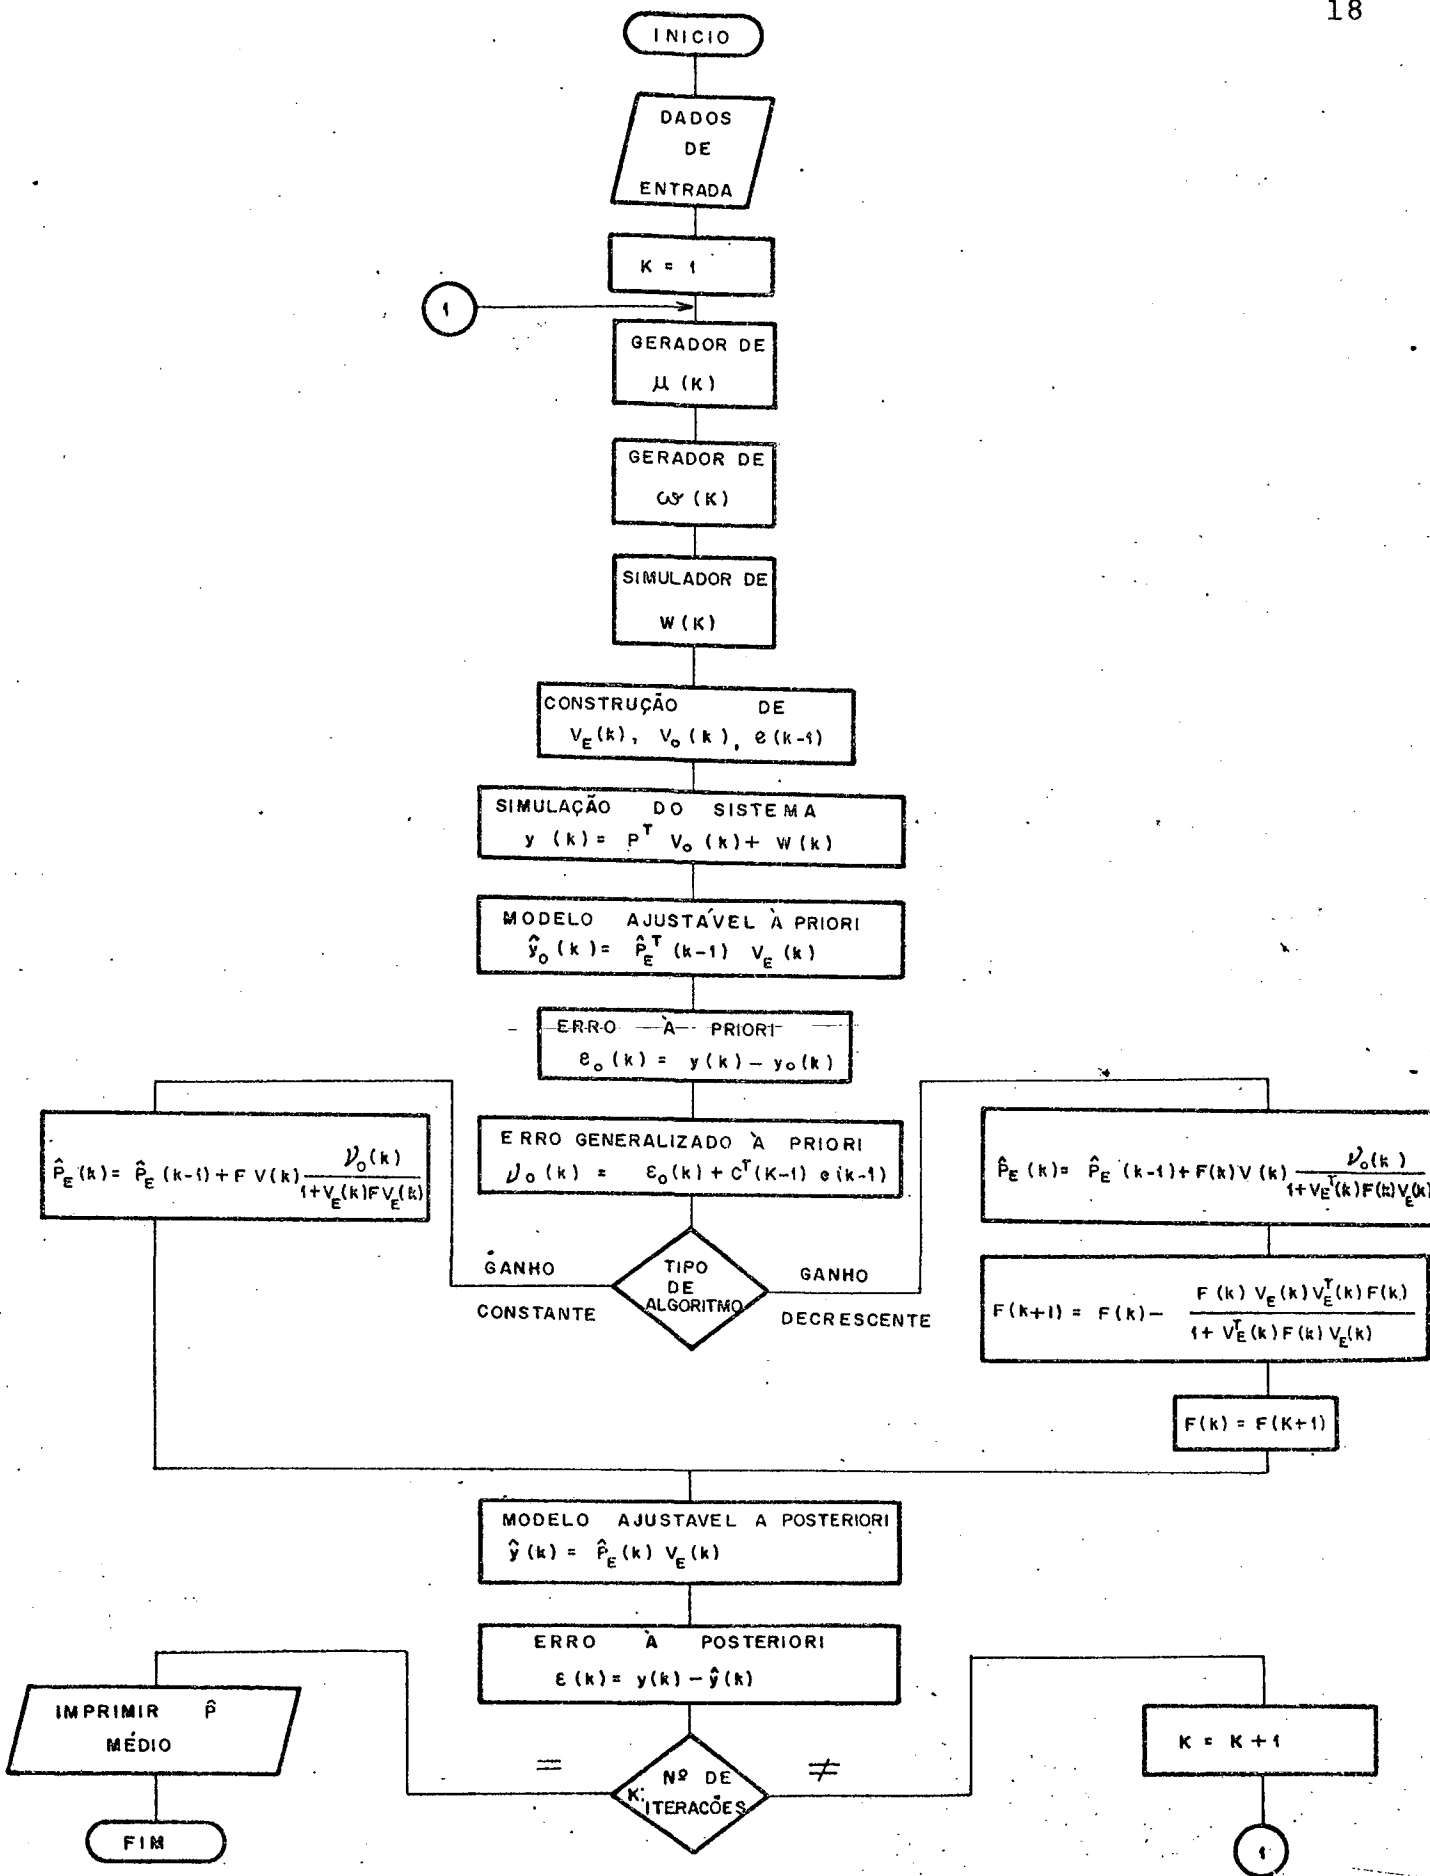 18
INICIO
DADOS
DE
ENTRADA
K = 1
1
GERADOR DE
μ (K)
GERADOR DE
ω (K)
SIMULADOR DE
W (K)
CONSTRUÇÃO DE
V_E(k), V_o(k), e(k-1)
SIMULAÇÃO DO SISTEMA
y (k) = P^T V_o (k) + W(k)
MODELO AJUSTÁVEL À PRIORI
ŷ_o (k) = P̂_E^T (k-1) V_E (k)
ERRO À PRIORI
e_o (k) = y(k) - y_o(k)
ERRO GENERALIZADO À PRIORI
ν_o (k) = ε_o(k) + C^T(K-1) e(k-1)
P̂_E(k) = P̂_E(k-1) + F V(k) ν_o(k) / 1+V_E(k)FV_E(k)
P̂_E(k) = P̂_E(k-1) + F(k) V(k) ν_o(k) / 1+V_E^T(k)F(k)V_E(k)
GANHO
CONSTANTE
TIPO
DE
ALGORITMO
GANHO
DECRESCENTE
F(k+1) = F(k) - F(k) V_E(k) V_E^T(k) F(k) / 1+ V_E^T(k) F(k) V_E(k)
F(k) = F(K+1)
MODELO AJUSTAVEL A POSTERIORI
ŷ(k) = P̂_E(k) V_E(k)
ERRO À POSTERIORI
ε(k) = y(k) - ŷ(k)
IMPRIMIR P̂
MÉDIO
FIM
=
K: Nº DE
ITERAÇÕES
≠
K = K + 1
1